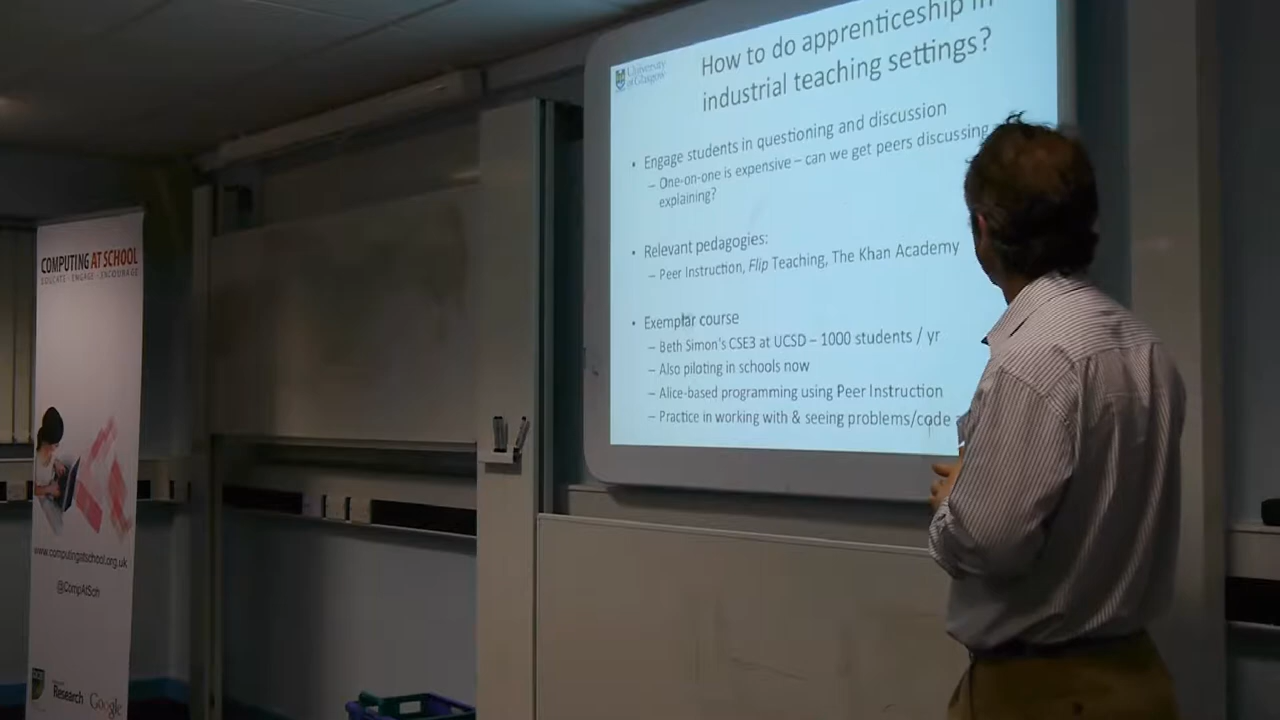 How to do apprenticeship in
industrial teaching settings?
University
of Glasgow
• Engage students in questioning and discussion
– One-on-one is expensive – can we get peers discussing
explaining?
• Relevant pedagogies:
– Peer Instruction, Flip Teaching, The Khan Academy
• Exemplar course
– Beth Simon's CSE3 at UCSD – 1000 students / yr
– Also piloting in schools now
– Alice-based programming using Peer Instruction
– Practice in working with & seeing problems/code
COMPUTING AT SCHOOL
EDUCATE · ENGAGE · ENCOURAGE
www.computingatschool.org.uk
@CompAtSch
Research
Google